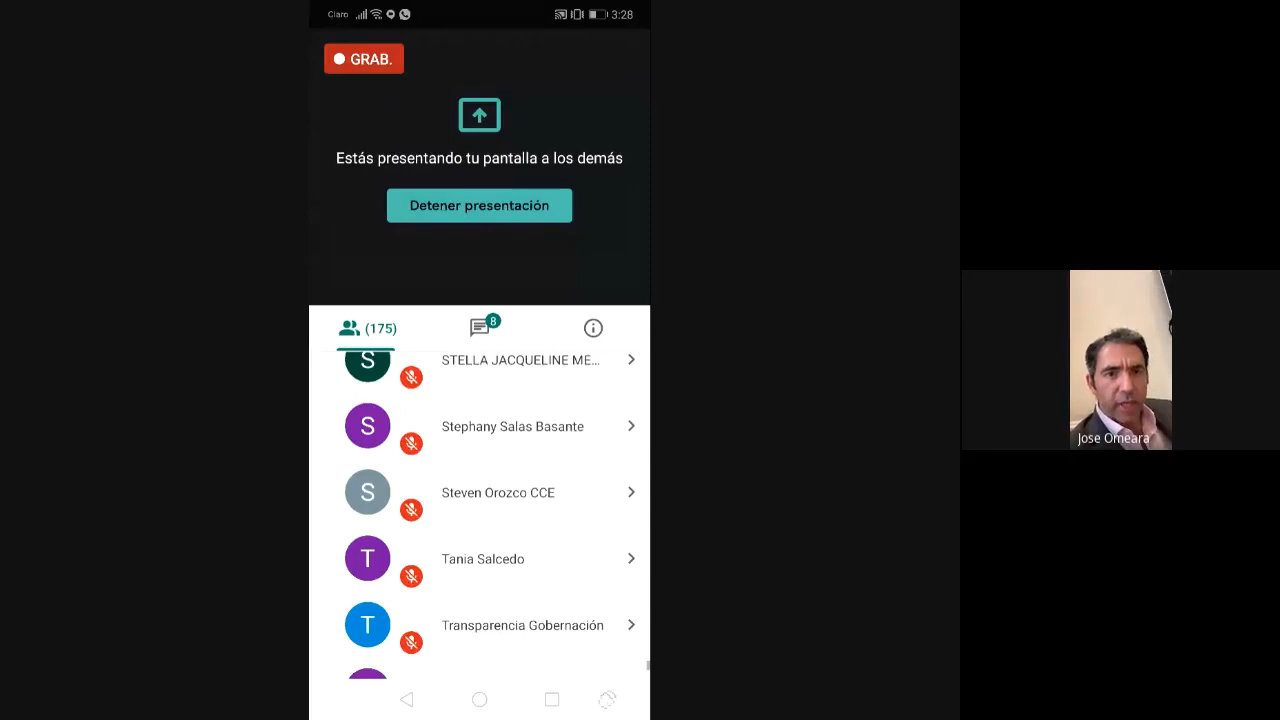 Claro 3:28
GRAB.
Estás presentando tu pantalla a los demás
Detener presentación
(175) 8
S STELLA JACQUELINE ME...
S Stephany Salas Basante
S Steven Orozco CCE
T Tania Salcedo
T Transparencia Gobernación
Jose Omeara